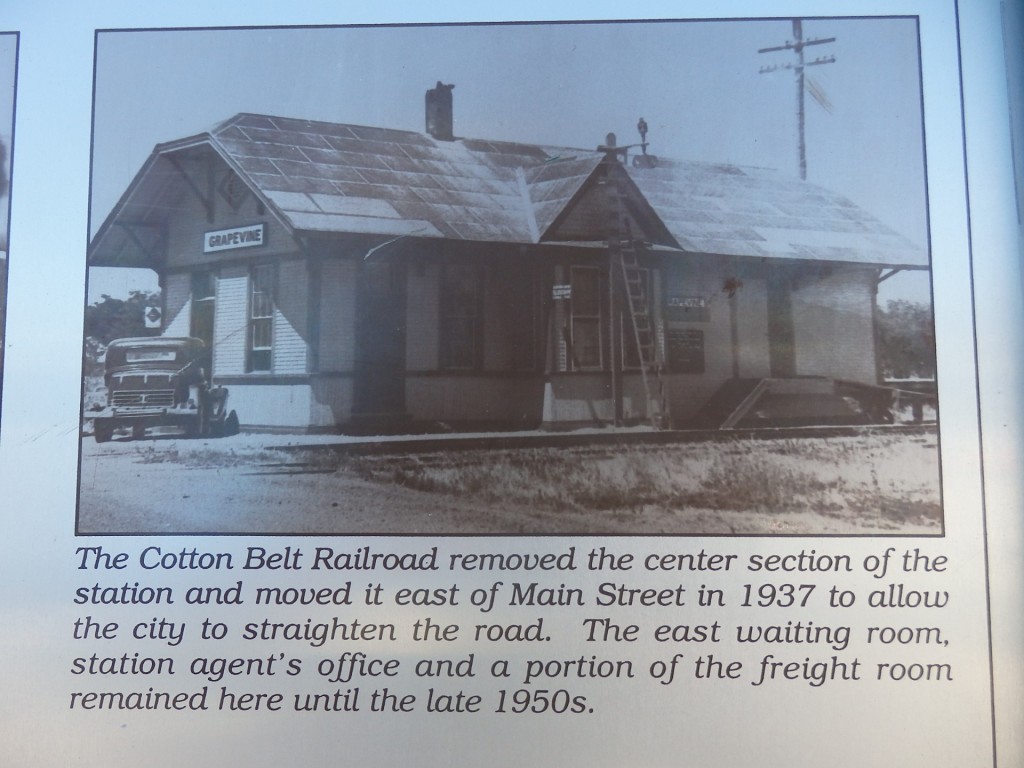 GRAPEVINE
GRAPEVINE
The Cotton Belt Railroad removed the center section of the
station and moved it east of Main Street in 1937 to allow
the city to straighten the road. The east waiting room,
station agent's office and a portion of the freight room
remained here until the late 1950s.